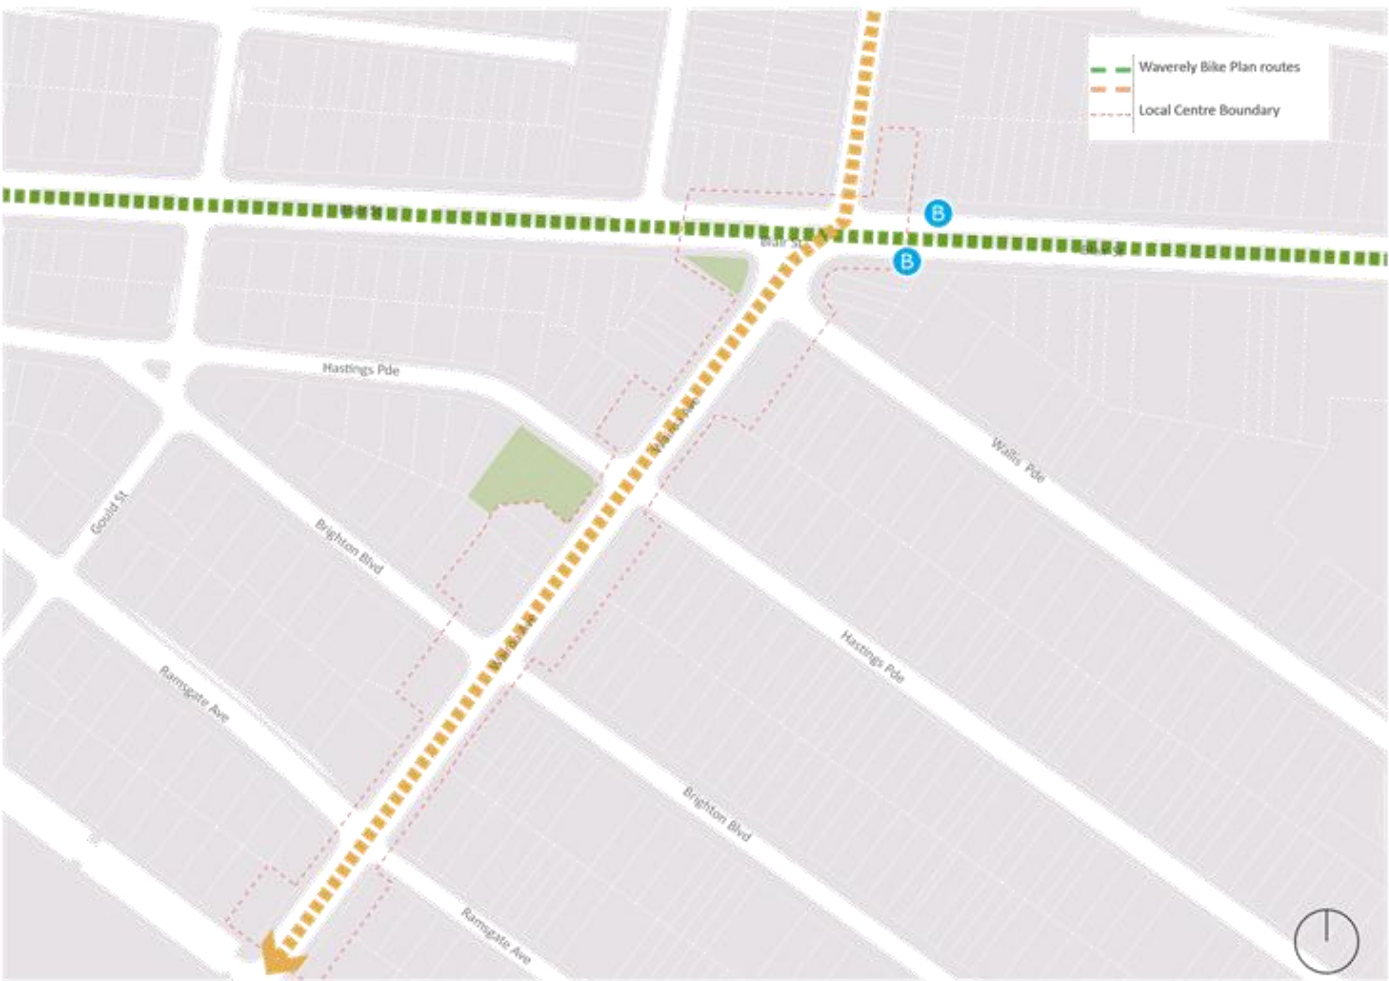 Waverely Bike Plan routes
Local Centre Boundary
B
Blair St
B
Hastings Pde
Wallis Pde
Gould St
Brighton Blvd
Hastings Pde
Ramsgate Ave
Brighton Blvd
Ramsgate Ave